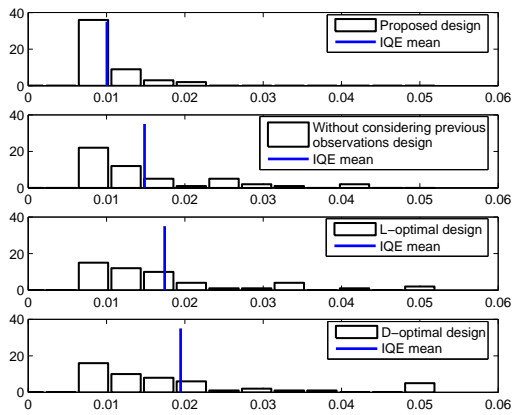 40
20
0
0 0.01 0.02 0.03 0.04 0.05 0.06
Proposed design
IQE mean
40
20
0
0 0.01 0.02 0.03 0.04 0.05 0.06
Without considering previous
observations design
IQE mean
40
20
0
0 0.01 0.02 0.03 0.04 0.05 0.06
L−optimal design
IQE mean
40
20
0
0 0.01 0.02 0.03 0.04 0.05 0.06
D−optimal design
IQE mean